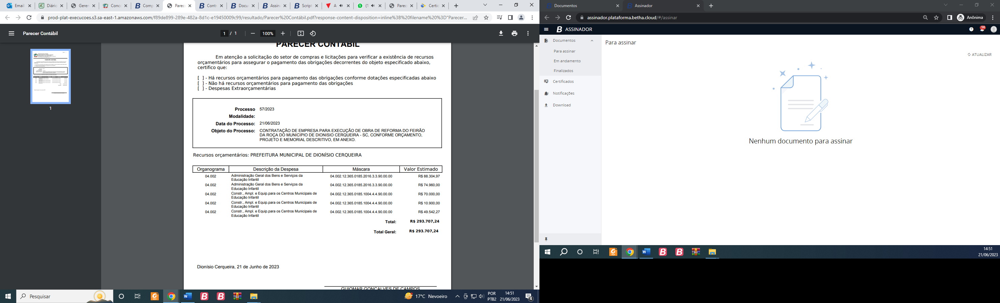 Email
Diário
Geren
Conco
Comp
Parec
Contr
Docu
Assin
Script
A
(1
Parec
Certid
prod-plat-execucoes.s3.sa-east-1.amazonaws.com/f89de899-289e-482a-8d1c-e19450009c99/resultado/Parecer%20Contábil.pdf?response-content-disposition=inline%3B%20filename%20%3D"Parecer...
Parecer Contábil
1 / 1
100%
1
PARECER CONTÁBIL
Em atenção a solicitação do setor de compras e licitações para verificar a existência de recursos
orçamentários para assegurar o pagamento das obrigações decorrentes do objeto especificado abaixo,
certifico que:
[ ] - Há recursos orçamentários para pagamento das obrigações conforme dotações especificadas abaixo
[ ] - Não há recursos orçamentários para pagamento das obrigações
[ ] - Despesas Extraorçamentárias
Processo 57/2023
Modalidade:
Data do Processo: 21/06/2023
Objeto do Processo: CONTRATAÇÃO DE EMPRESA PARA EXECUÇÃO DE OBRA DE REFORMA DO FEIRÃO
DA ROÇA DO MUNICIPIO DE DIONISIO CERQUEIRA - SC, CONFORME ORÇAMENTO,
PROJETO E MEMORIAL DESCRITIVO, EM ANEXO.
Recursos orçamentários: PREFEITURA MUNICIPAL DE DIONÍSIO CERQUEIRA
Organograma Descrição da Despesa Máscara Valor Estimado
04.002 Administração Geral dos Bens e Serviços da 04.002.12.365.0185.2016.3.3.90.00.00 R$ 88.304,97
Educação Infantil
04.002 Administração Geral dos Bens e Serviços da 04.002.12.365.0185.2016.3.3.90.00.00 R$ 74.960,00
Educação Infantil
04.002 Constr., Ampl. e Equip.para os Centros Municipais de 04.002.12.365.0185.1004.4.4.90.00.00 R$ 70.000,00
Educação Infantil
04.002 Constr., Ampl. e Equip.para os Centros Municipais de 04.002.12.365.0185.1004.4.4.90.00.00 R$ 10.900,00
Educação Infantil
04.002 Constr., Ampl. e Equip.para os Centros Municipais de 04.002.12.365.0185.1004.4.4.90.00.00 R$ 49.542,27
Educação Infantil
Total: R$ 293.707,24
Total Geral: R$ 293.707,24
Dionísio Cerqueira, 21 de Junho de 2023
GUIOMAR GONÇALVES DE CAMPOS
Pesquisar
17°C Nevoeiro
POR
PTB2
14:51
21/06/2023
4
Documentos
Assinador
assinador.plataforma.betha.cloud/#/assinar
Anônima
B ASSINADOR
14
Documentos
Para assinar
Em andamento
Finalizados
Certificados
Notificações
Download
Para assinar
ATUALIZAR
Nenhum documento para assinar
14:51
21/06/2023